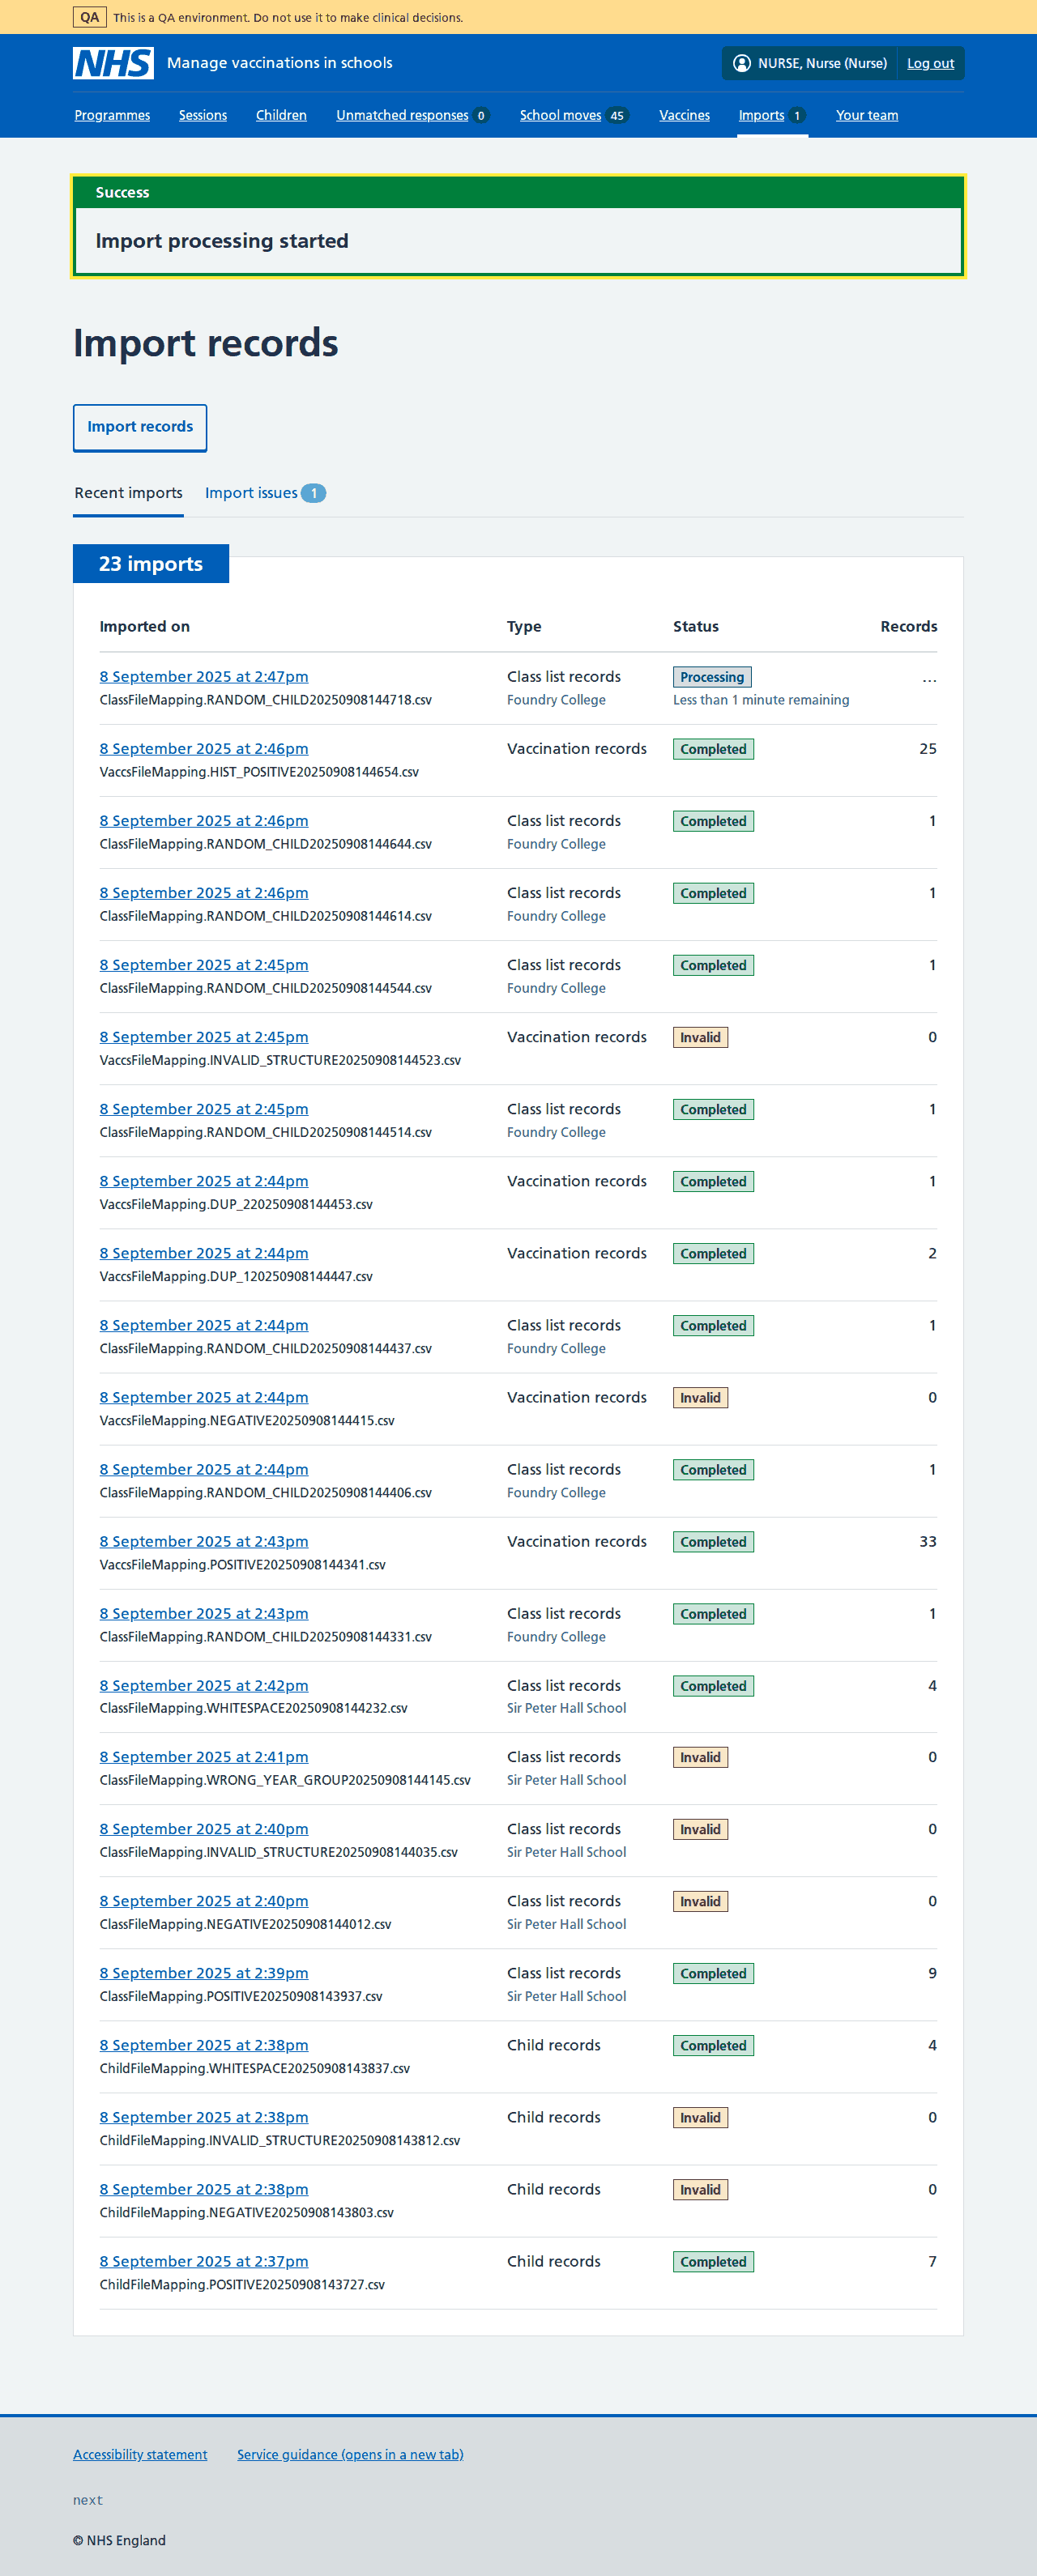 QA This is a QA environment. Do not use it to make clinical decisions.
NHS Manage vaccinations in schools NURSE, Nurse (Nurse) Log out
Programmes Sessions Children Unmatched responses 0 School moves 45 Vaccines Imports 1 Your team
Success
Import processing started
Import records
Import records
Recent imports Import issues 1
23 imports
Imported on Type Status Records
8 September 2025 at 2:47pm Class list records Processing ...
ClassFileMapping.RANDOM_CHILD20250908144718.csv Foundry College Less than 1 minute remaining
8 September 2025 at 2:46pm Vaccination records Completed 25
VaccsFileMapping.HIST_POSITIVE20250908144654.csv
8 September 2025 at 2:46pm Class list records Completed 1
ClassFileMapping.RANDOM_CHILD20250908144644.csv Foundry College
8 September 2025 at 2:46pm Class list records Completed 1
ClassFileMapping.RANDOM_CHILD20250908144614.csv Foundry College
8 September 2025 at 2:45pm Class list records Completed 1
ClassFileMapping.RANDOM_CHILD20250908144544.csv Foundry College
8 September 2025 at 2:45pm Vaccination records Invalid 0
VaccsFileMapping.INVALID_STRUCTURE20250908144523.csv
8 September 2025 at 2:45pm Class list records Completed 1
ClassFileMapping.RANDOM_CHILD20250908144514.csv Foundry College
8 September 2025 at 2:44pm Vaccination records Completed 1
VaccsFileMapping.DUP_220250908144453.csv
8 September 2025 at 2:44pm Vaccination records Completed 2
VaccsFileMapping.DUP_120250908144447.csv
8 September 2025 at 2:44pm Class list records Completed 1
ClassFileMapping.RANDOM_CHILD20250908144437.csv Foundry College
8 September 2025 at 2:44pm Vaccination records Invalid 0
VaccsFileMapping.NEGATIVE20250908144415.csv
8 September 2025 at 2:44pm Class list records Completed 1
ClassFileMapping.RANDOM_CHILD20250908144406.csv Foundry College
8 September 2025 at 2:43pm Vaccination records Completed 33
VaccsFileMapping.POSITIVE20250908144341.csv
8 September 2025 at 2:43pm Class list records Completed 1
ClassFileMapping.RANDOM_CHILD20250908144331.csv Foundry College
8 September 2025 at 2:42pm Class list records Completed 4
ClassFileMapping.WHITESPACE20250908144232.csv Sir Peter Hall School
8 September 2025 at 2:41pm Class list records Invalid 0
ClassFileMapping.WRONG_YEAR_GROUP20250908144145.csv Sir Peter Hall School
8 September 2025 at 2:40pm Class list records Invalid 0
ClassFileMapping.INVALID_STRUCTURE20250908144035.csv Sir Peter Hall School
8 September 2025 at 2:40pm Class list records Invalid 0
ClassFileMapping.NEGATIVE20250908144012.csv Sir Peter Hall School
8 September 2025 at 2:39pm Class list records Completed 9
ClassFileMapping.POSITIVE20250908143937.csv Sir Peter Hall School
8 September 2025 at 2:38pm Child records Completed 4
ChildFileMapping.WHITESPACE20250908143837.csv
8 September 2025 at 2:38pm Child records Invalid 0
ChildFileMapping.INVALID_STRUCTURE20250908143812.csv
8 September 2025 at 2:38pm Child records Invalid 0
ChildFileMapping.NEGATIVE20250908143803.csv
8 September 2025 at 2:37pm Child records Completed 7
ChildFileMapping.POSITIVE20250908143727.csv
Accessibility statement Service guidance (opens in a new tab)
next
© NHS England